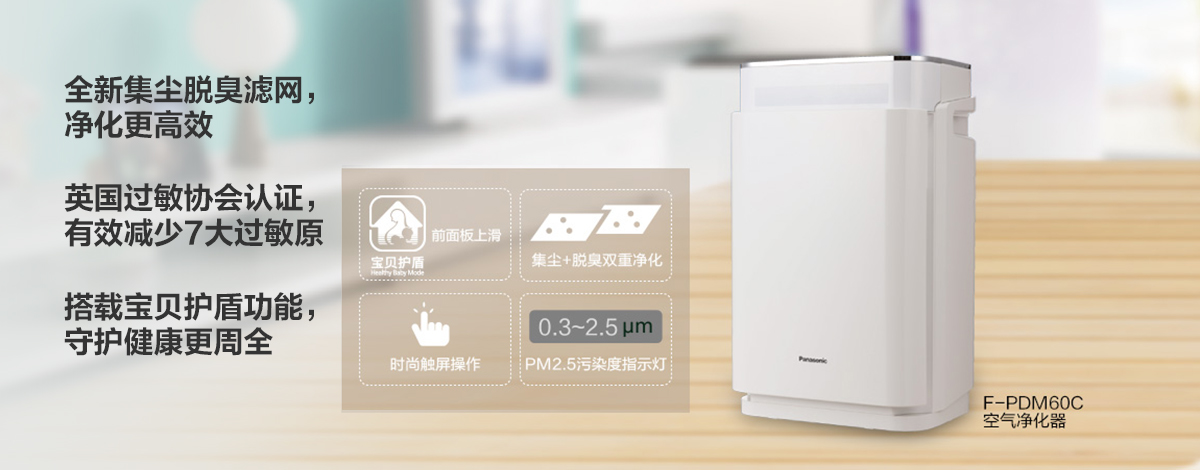 全新集尘脱臭滤网，
净化更高效
英国过敏协会认证，
有效减少7大过敏原
搭载宝贝护盾功能，
守护健康更周全
宝贝护盾
Healthy Baby Mode
前面板上滑
集尘+脱臭双重净化
时尚触屏操作
0.3~2.5 μm
PM2.5污染度指示灯
Panasonic
F-PDM60C
空气净化器